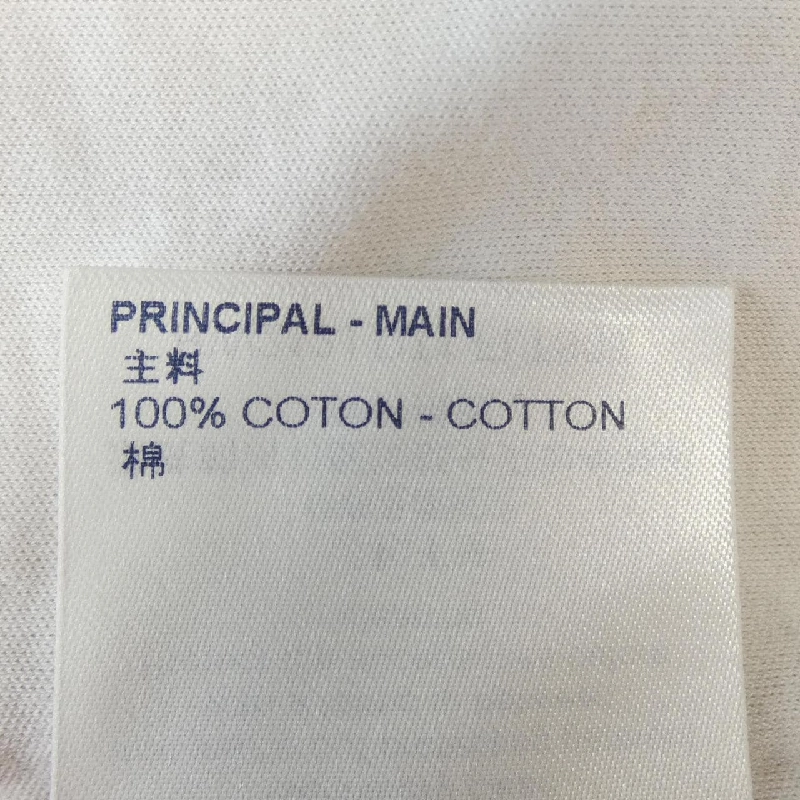 PRINCIPAL - MAIN
主料
100% COTON - COTTON
棉